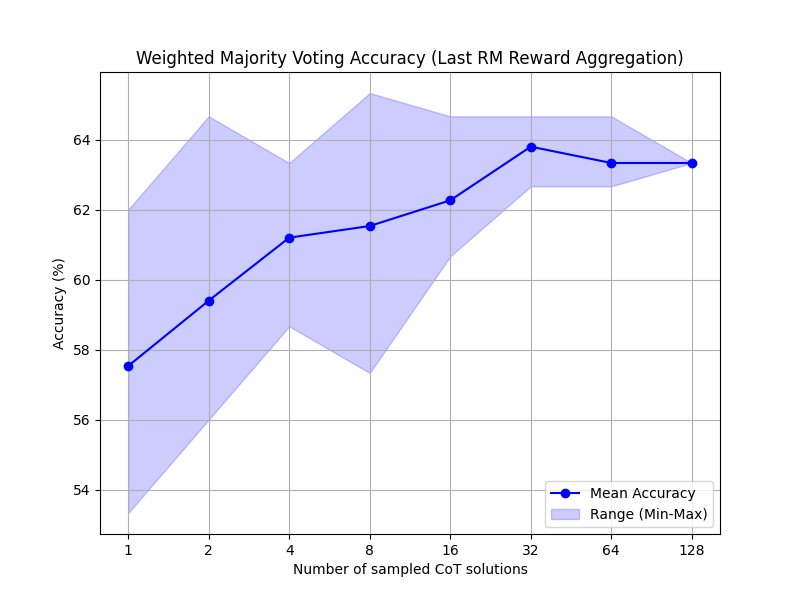 Weighted Majority Voting Accuracy (Last RM Reward Aggregation)
64
62
60
58
56
54
Accuracy (%)
Mean Accuracy
Range (Min-Max)
1 2 4 8 16 32 64 128
Number of sampled CoT solutions